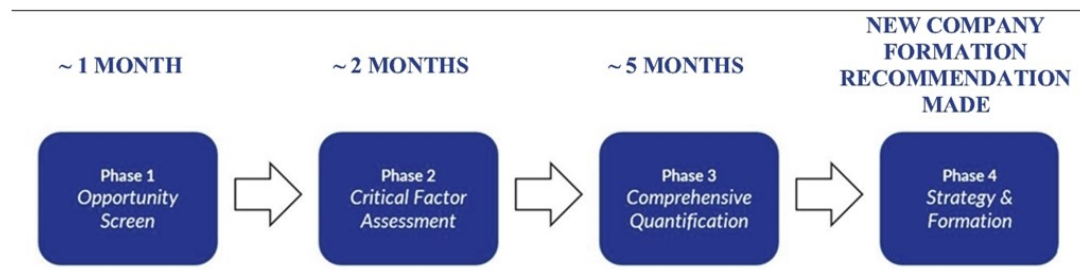 ~ 1 MONTH
~ 2 MONTHS
~ 5 MONTHS
NEW COMPANY
FORMATION
RECOMMENDATION
MADE
Phase 1
Opportunity
Screen
Phase 2
Critical Factor
Assessment
Phase 3
Comprehensive
Quantification
Phase 4
Strategy &
Formation